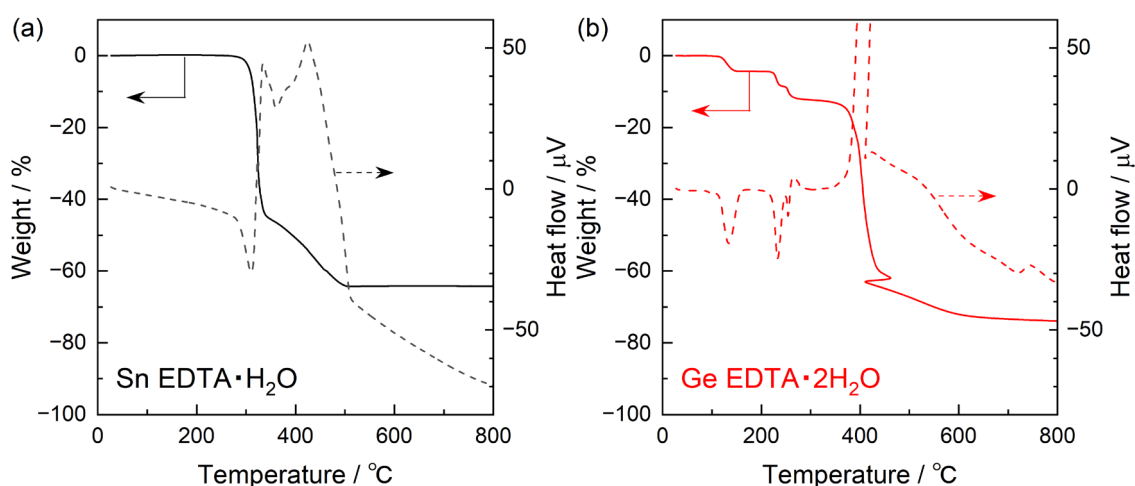 (a)
0
−20
−40
−60
−80
−100
Weight / %
50
0
−50
Heat flow / μV
Sn EDTA・H₂O
0
200
400
600
800
Temperature / ℃
(b)
0
−20
−40
−60
−80
−100
Weight / %
50
0
−50
Heat flow / μV
Ge EDTA・2H₂O
0
200
400
600
800
Temperature / ℃